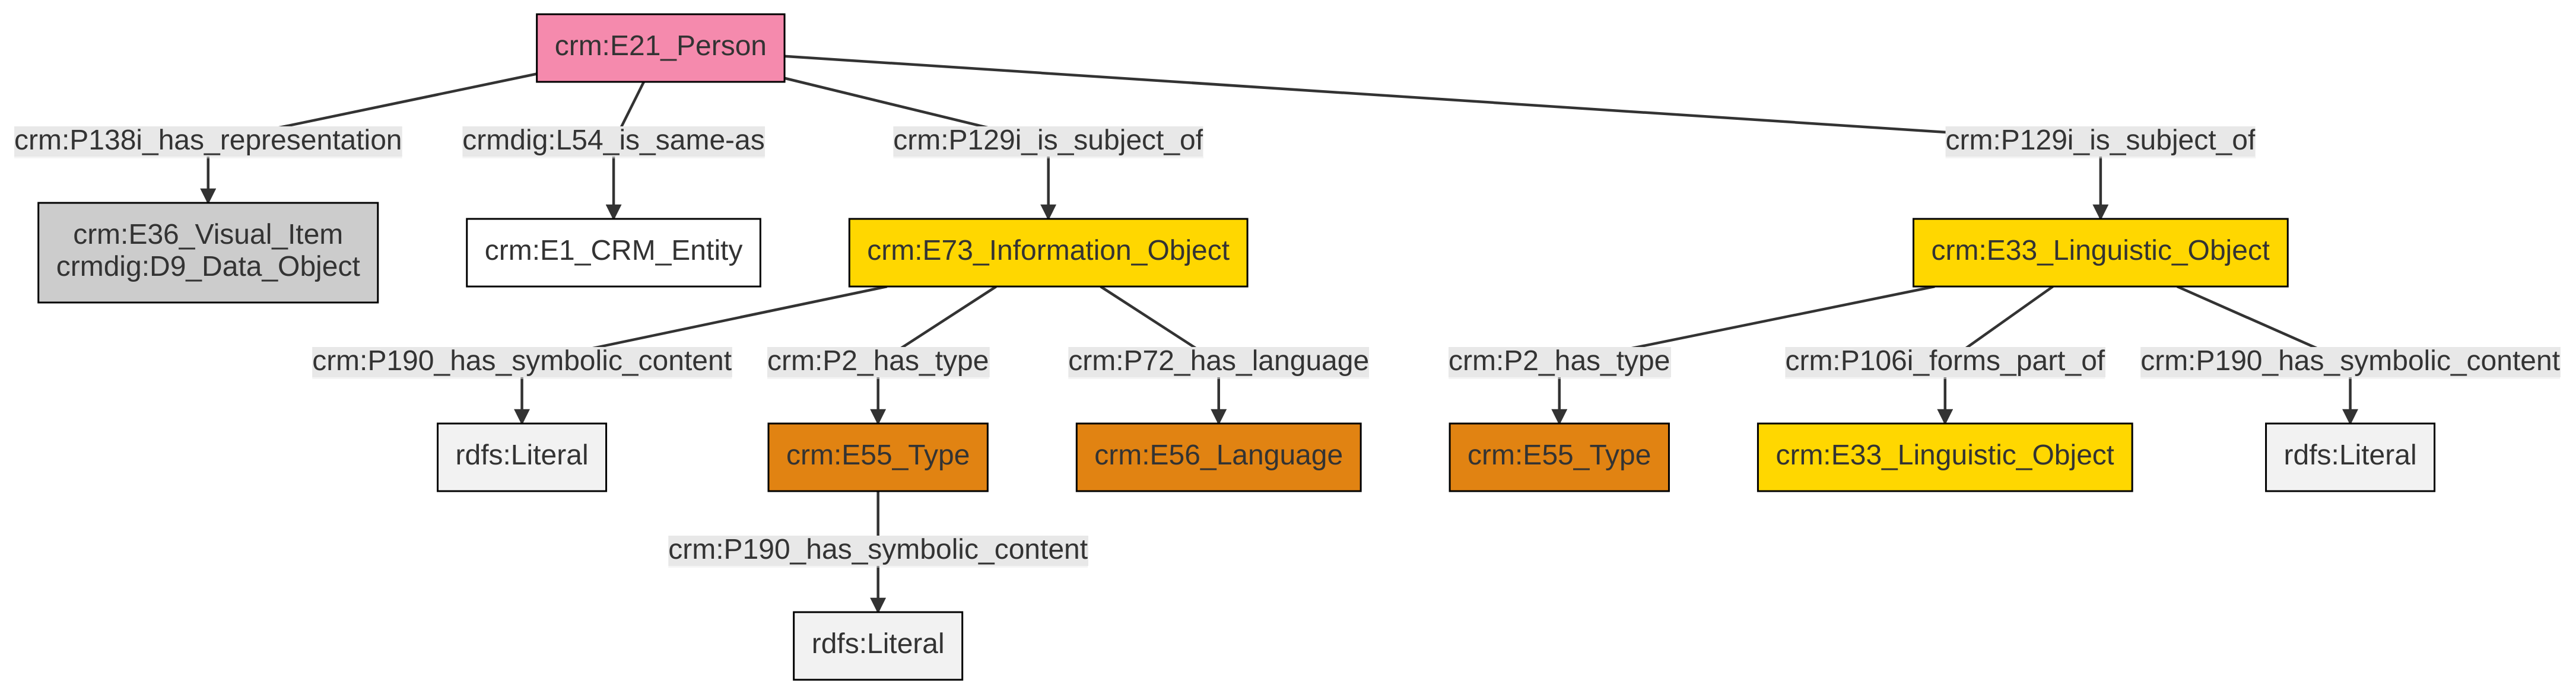 crm:E21_Person
crm:P138i_has_representation
crmdig:L54_is_same-as
crm:P129i_is_subject_of
crm:P129i_is_subject_of
crm:E36_Visual_Item
crmdig:D9_Data_Object
crm:E1_CRM_Entity
crm:E73_Information_Object
crm:E33_Linguistic_Object
crm:P190_has_symbolic_content
crm:P2_has_type
crm:P72_has_language
crm:P2_has_type
crm:P106i_forms_part_of
crm:P190_has_symbolic_content
rdfs:Literal
crm:E55_Type
crm:E56_Language
crm:E55_Type
crm:E33_Linguistic_Object
rdfs:Literal
crm:P190_has_symbolic_content
rdfs:Literal